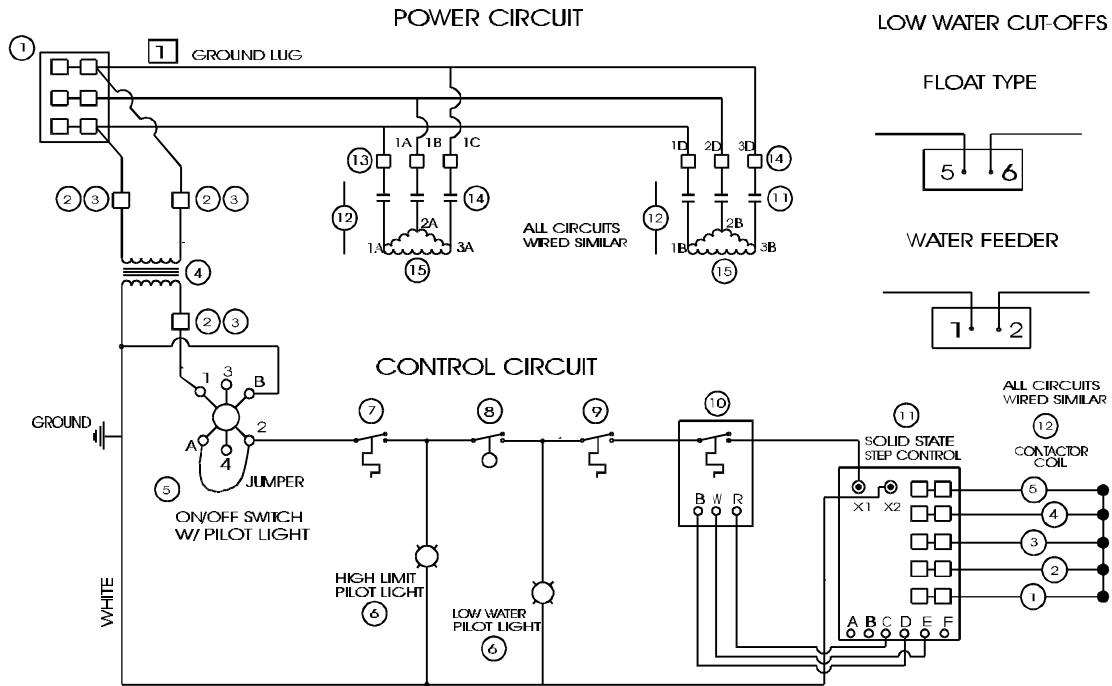 POWER CIRCUIT
LOW WATER CUT-OFFS
1
1
GROUND LUG
FLOAT TYPE
1A 1B 1C
1D 2D 3D
13
14
5 6
2 3
2 3
12
14
12
11
2A
ALL CIRCUITS
WIRED SIMILAR
2B
1A
3A
1B
3B
WATER FEEDER
4
15
15
2 3
1 2
CONTROL CIRCUIT
1
3
B
ALL CIRCUITS
WIRED SIMILAR
7
8
9
10
11
12
GROUND
A
4
2
SOLID STATE
STEP CONTROL
CONTACTOR
COIL
JUMPER
5
ON/OFF SWITCH
W/ PILOT LIGHT
B W R
X1 X2
5
4
3
2
1
WHITE
HIGH LIMIT
PILOT LIGHT
6
LOW WATER
PILOT LIGHT
6
A B C D E F